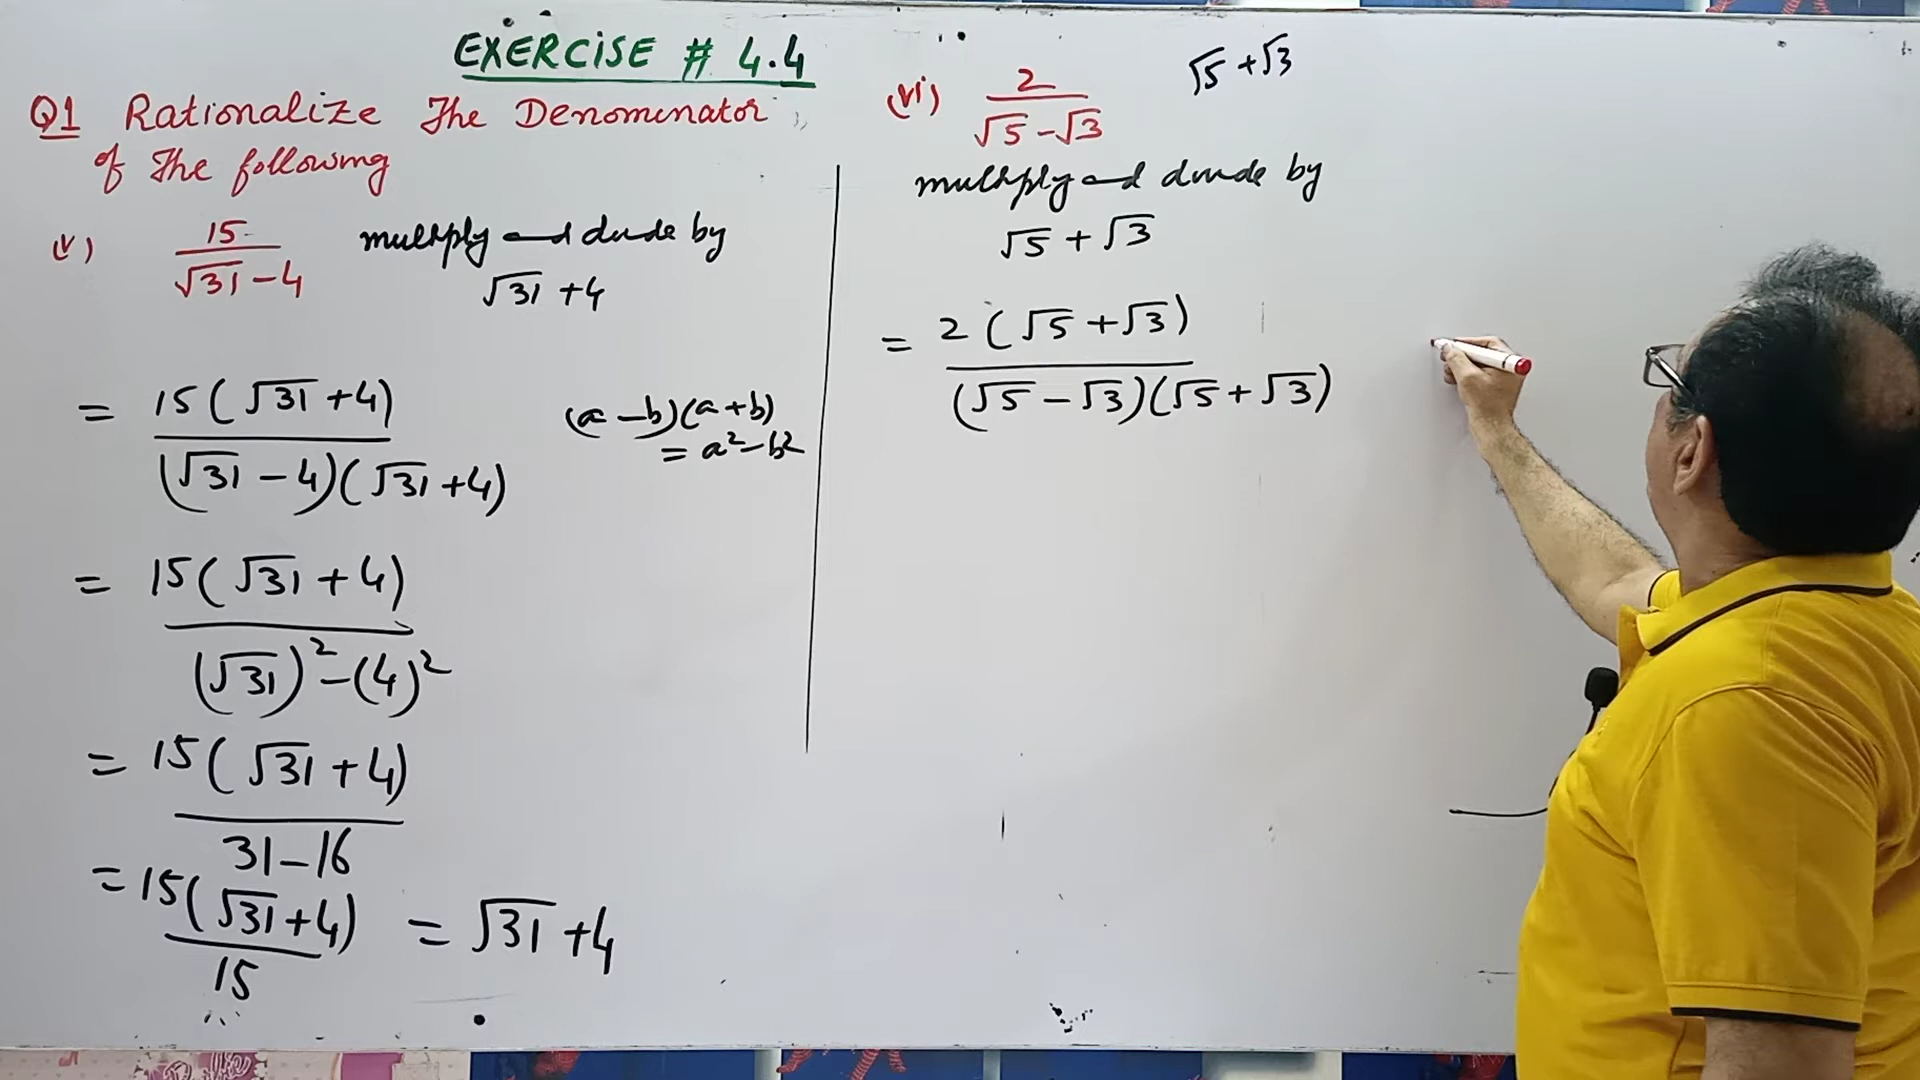 EXERCISE # 4.4
Q1 Rationalize The Denominator
of The following
(v) 15/(√31 - 4) multiply and divide by
√31 + 4
= 15(√31 + 4)/((√31 - 4)(√31 + 4))
(a - b)(a + b)
= a² - b²
= 15(√31 + 4)/((√31)² - (4)²)
= 15(√31 + 4)/(31 - 16)
= 15(√31 + 4)/15 = √31 + 4
(vi) 2/(√5 - √3)
√5 + √3
multiply and divide by
√5 + √3
= 2(√5 + √3)/((√5 - √3)(√5 + √3))